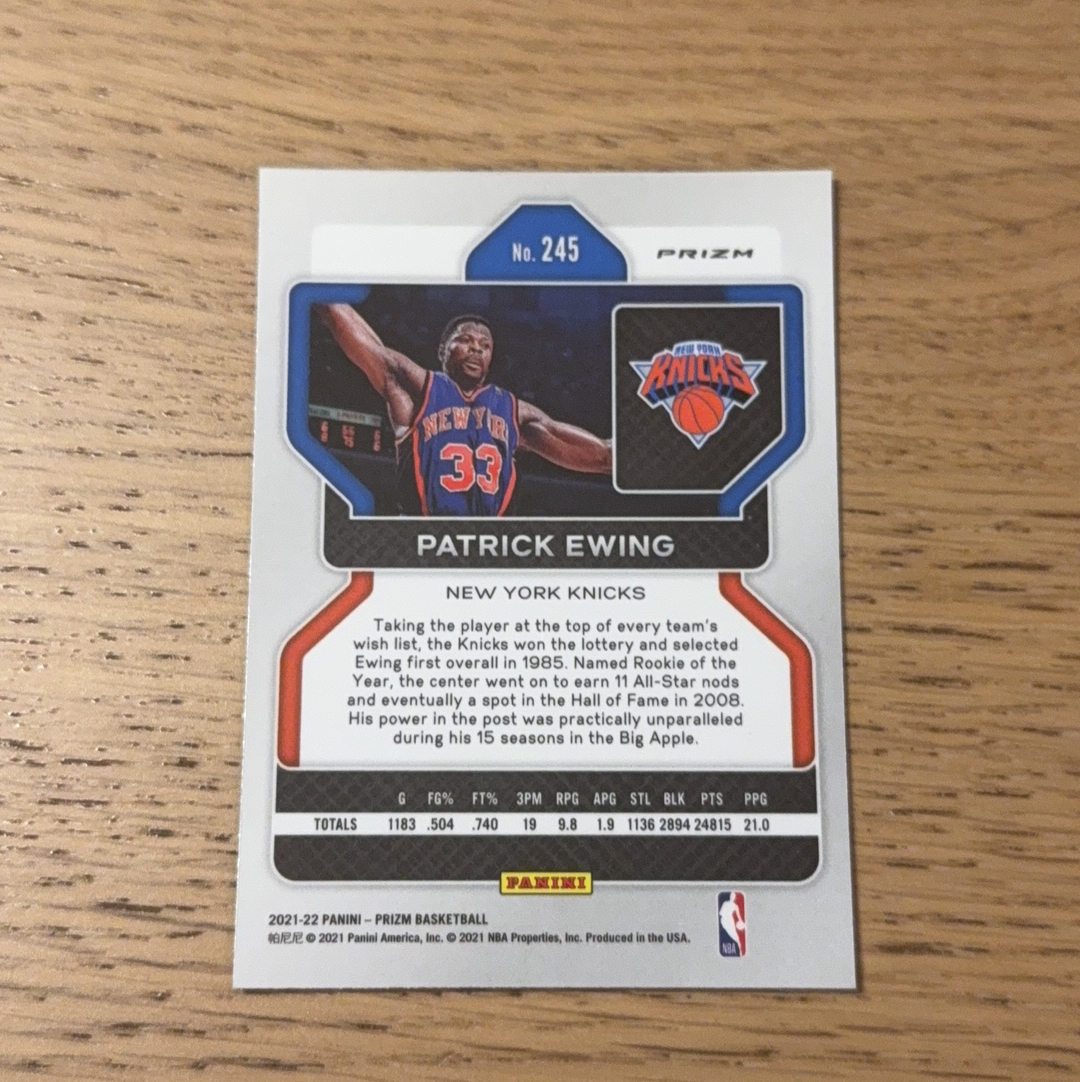 No. 245
PRIZM
NEW YORK
KNICKS
NEW YOR
33
PATRICK EWING
NEW YORK KNICKS
Taking the player at the top of every team's
wish list, the Knicks won the lottery and selected
Ewing first overall in 1985. Named Rookie of the
Year, the center went on to earn 11 All-Star nods
and eventually a spot in the Hall of Fame in 2008.
His power in the post was practically unparalleled
during his 15 seasons in the Big Apple.
G FG% FT% 3PM RPG APG STL BLK PTS PPG
TOTALS 1183 .504 .740 19 9.8 1.9 1136 2894 24815 21.0
PANINI
2021-22 PANINI – PRIZM BASKETBALL
帕尼尼 © 2021 Panini America, Inc. © 2021 NBA Properties, Inc. Produced in the USA.
NBA